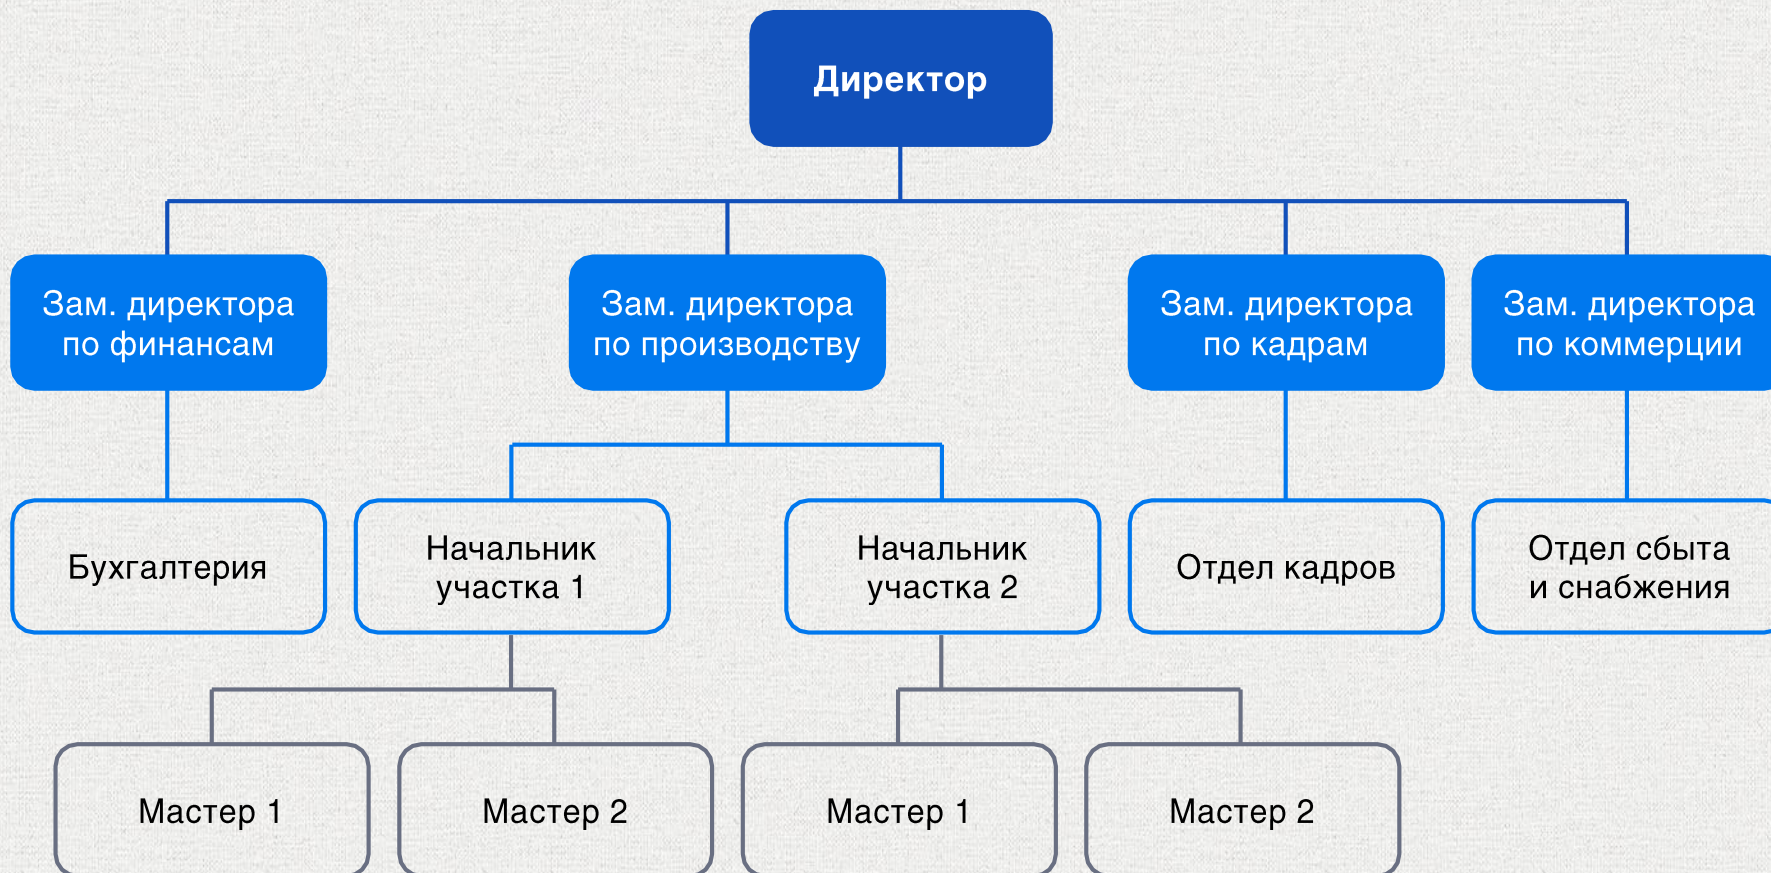 Директор
Зам. директора
по финансам
Зам. директора
по производству
Зам. директора
по кадрам
Зам. директора
по коммерции
Бухгалтерия
Начальник
участка 1
Начальник
участка 2
Отдел кадров
Отдел сбыта
и снабжения
Мастер 1
Мастер 2
Мастер 1
Мастер 2